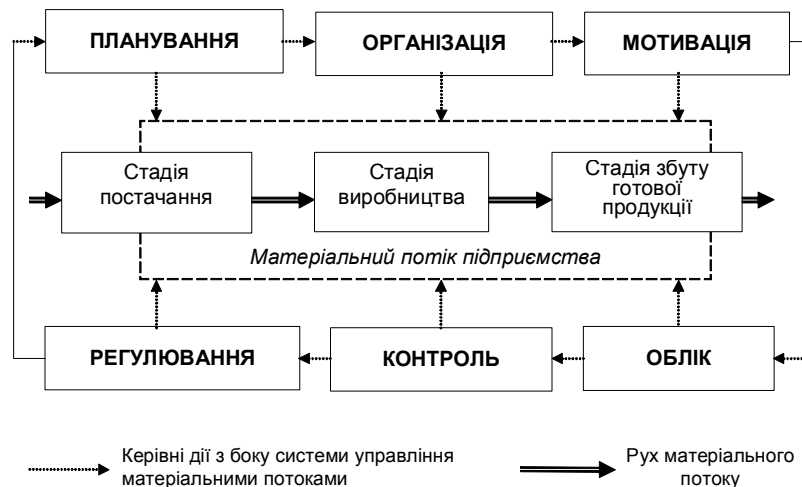 ПЛАНУВАННЯ
ОРГАНІЗАЦІЯ
МОТИВАЦІЯ
Стадія
постачання
Стадія
виробництва
Стадія збуту
готової
продукції
Матеріальний потік підприємства
РЕГУЛЮВАННЯ
КОНТРОЛЬ
ОБЛІК
Керівні дії з боку системи управління
матеріальними потоками
Рух матеріального
потоку